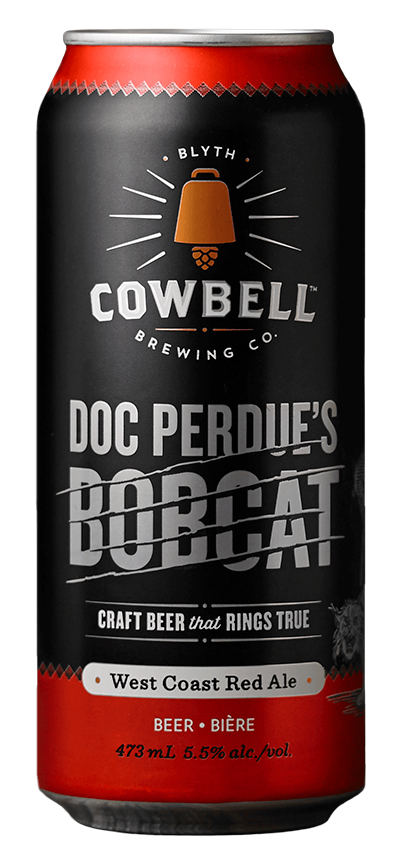 • BLYTH •
COWBELL™
BREWING CO.
DOC PERDUE'S
BOBCAT
CRAFT BEER that RINGS TRUE
• West Coast Red Ale •
BEER • BIÈRE
473 mL 5.5% alc./vol.